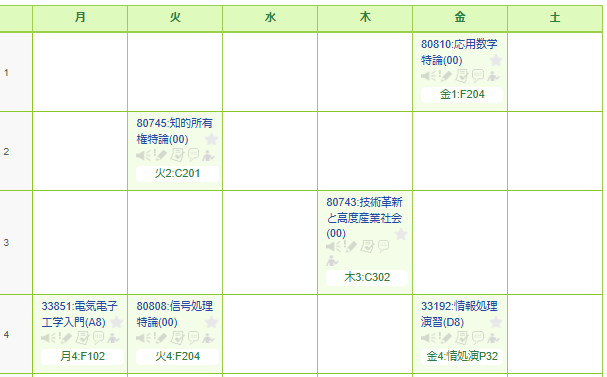 月 火 水 木 金 土
1
80810:応用数学
特論(00)
金1:F204
2
80745:知的所有
権特論(00)
火2:C201
3
80743:技術革新
と高度産業社会
(00)
木3:C302
4
33851:電気電子
工学入門(A8)
月4:F102
80808:信号処理
特論(00)
火4:F204
33192:情報処理
演習(D8)
金4:情処演P32